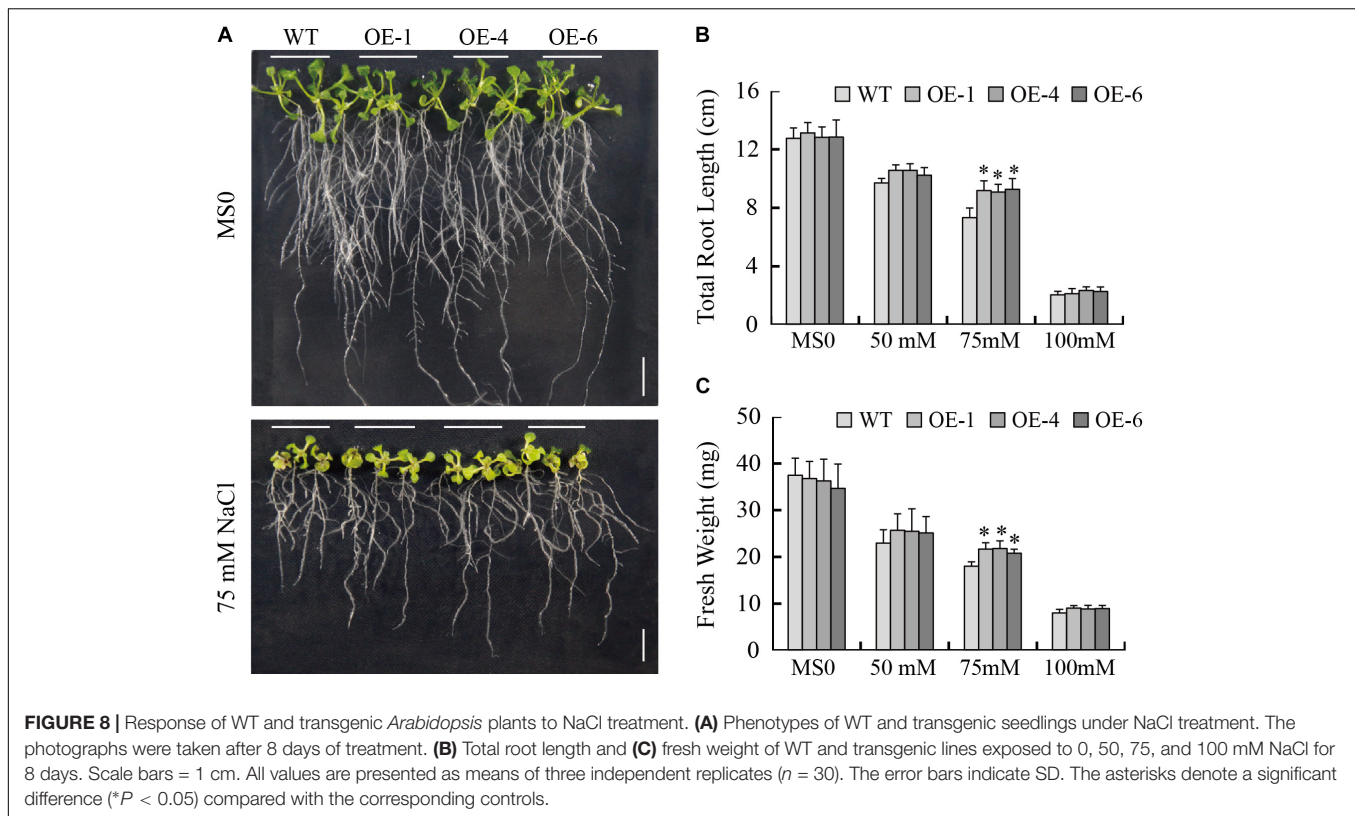 A
WT OE-1 OE-4 OE-6
MS0
75 mM NaCl
B
WT OE-1 OE-4 OE-6
Total Root Length (cm)
16
12
8
4
0
* * *
MS0 50 mM 75mM 100mM
C
WT OE-1 OE-4 OE-6
Fresh Weight (mg)
50
40
30
20
10
0
* * *
MS0 50 mM 75mM 100mM
FIGURE 8 | Response of WT and transgenic Arabidopsis plants to NaCl treatment. (A) Phenotypes of WT and transgenic seedlings under NaCl treatment. The
photographs were taken after 8 days of treatment. (B) Total root length and (C) fresh weight of WT and transgenic lines exposed to 0, 50, 75, and 100 mM NaCl for
8 days. Scale bars = 1 cm. All values are presented as means of three independent replicates (n = 30). The error bars indicate SD. The asterisks denote a significant
difference (*P < 0.05) compared with the corresponding controls.